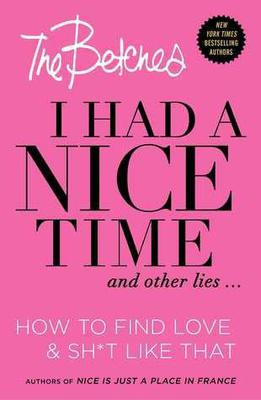 The Betches
NEW
YORK TIMES
BESTSELLING
AUTHORS
I HAD A
NICE
TIME
and other lies ...
HOW TO FIND LOVE
& SH*T LIKE THAT
AUTHORS OF NICE IS JUST A PLACE IN FRANCE